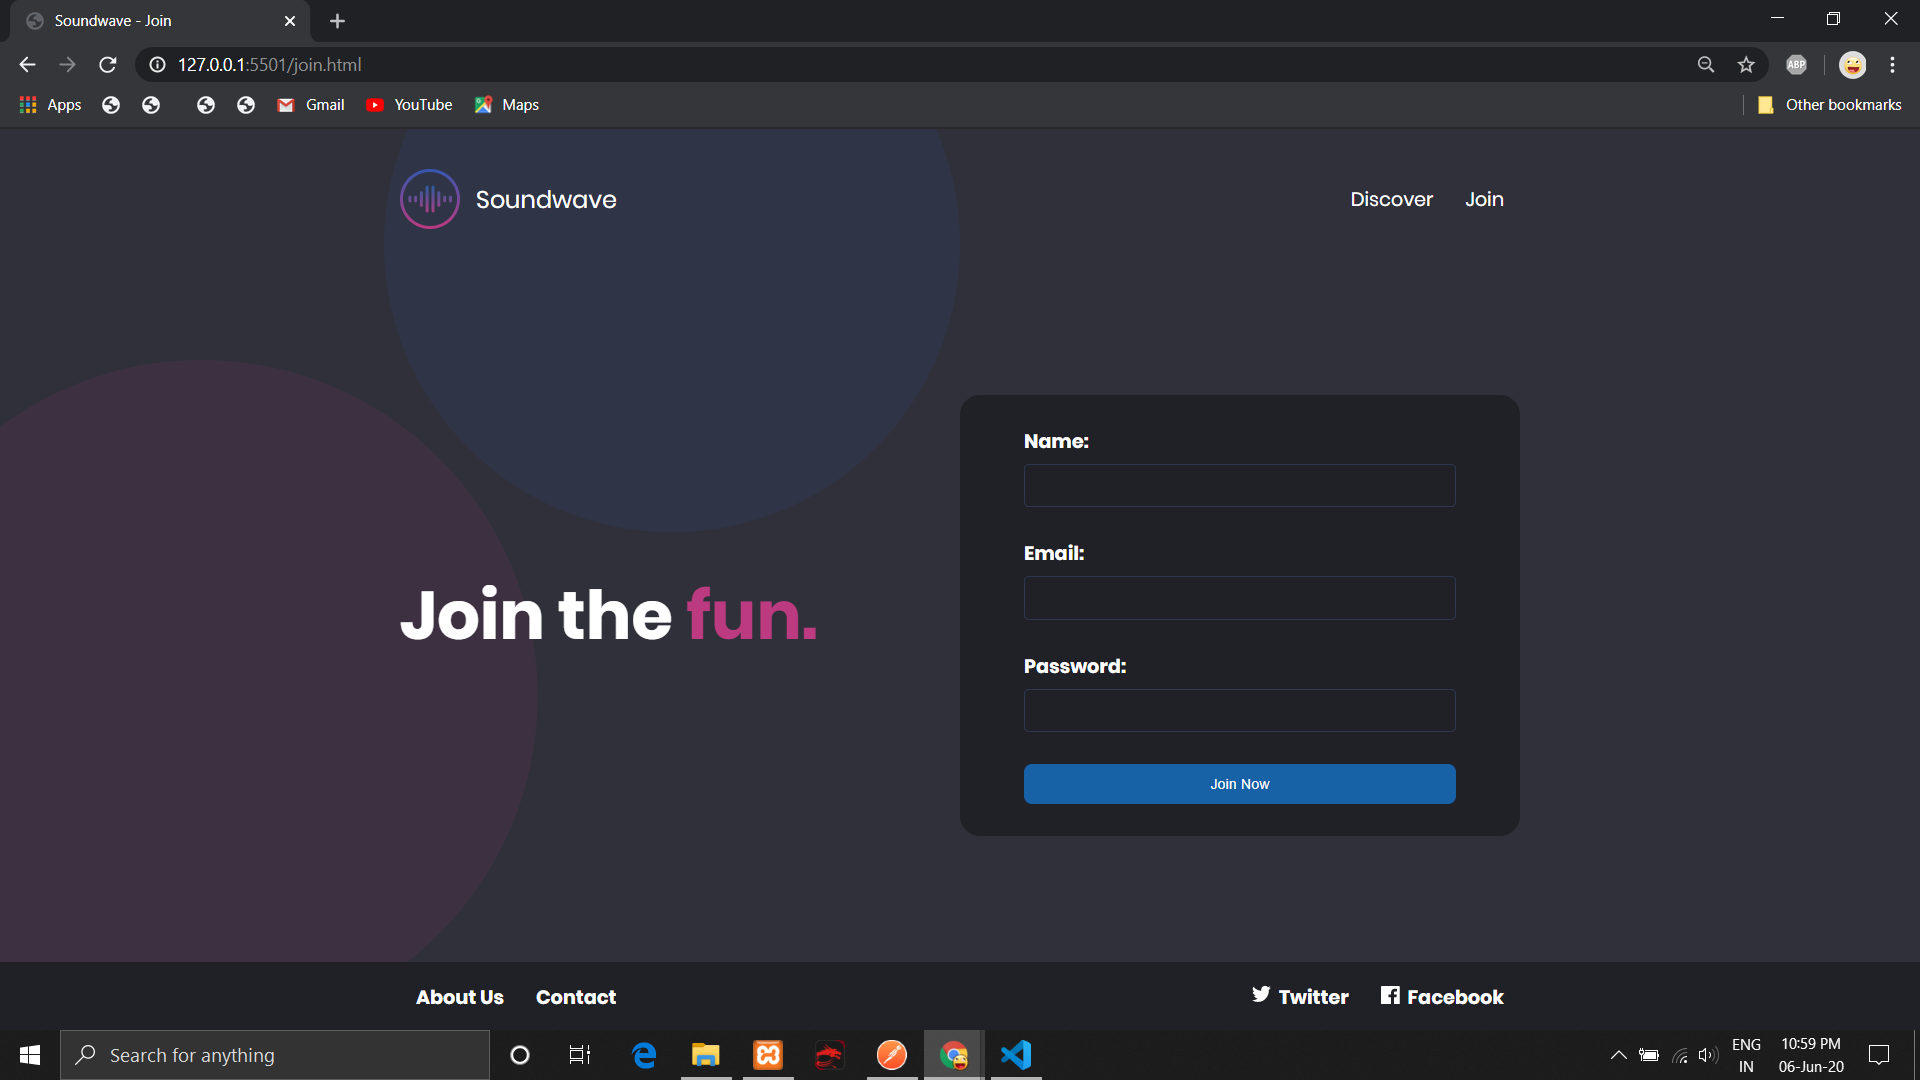 Soundwave - Join
127.0.0.1:5501/join.html
ABP
Apps
Gmail
YouTube
Maps
Other bookmarks
Soundwave
Discover
Join
Name:
Email:
Join the fun.
Password:
Join Now
About Us
Contact
Twitter
Facebook
Search for anything
ENG
IN
10:59 PM
06-Jun-20